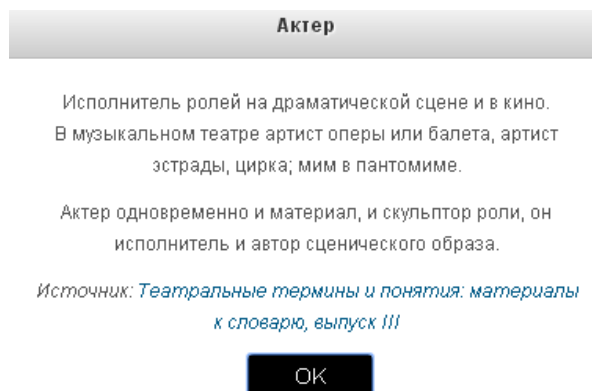 Актер
Исполнитель ролей на драматической сцене и в кино.
В музыкальном театре артист оперы или балета, артист
эстрады, цирка; мим в пантомиме.
Актер одновременно и материал, и скульптор роли, он
исполнитель и автор сценического образа.
Источник: Театральные термины и понятия: материалы
к словарю, выпуск III
OK